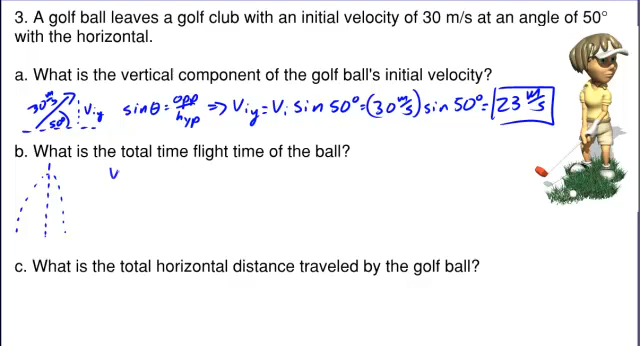 3. A golf ball leaves a golf club with an initial velocity of 30 m/s at an angle of 50°
with the horizontal.
a. What is the vertical component of the golf ball's initial velocity?
30 m/s 50° Viy sinθ = opp/hyp => Viy = Vi sin 50° = (30 m/s) sin 50° = 23 m/s
b. What is the total time flight time of the ball?
V
c. What is the total horizontal distance traveled by the golf ball?